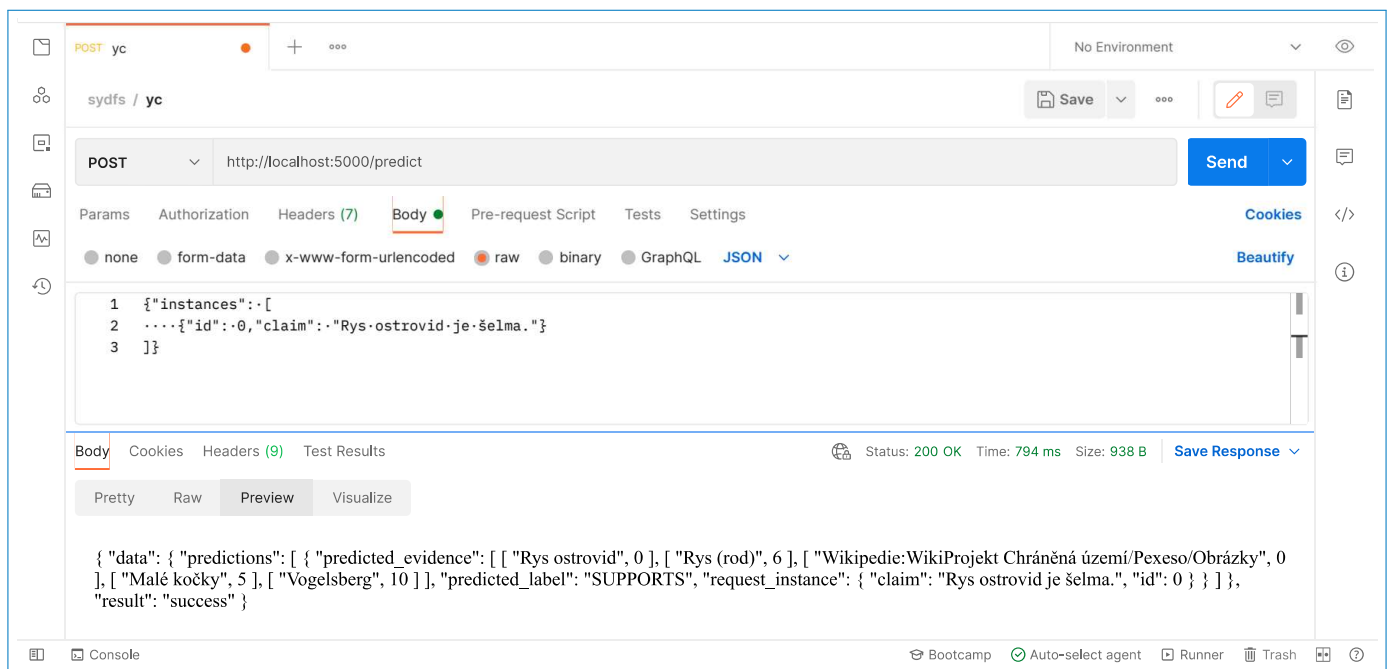 POST yc
No Environment
sydfs / yc
Save
POST http://localhost:5000/predict Send
Params Authorization Headers (7) Body Pre-request Script Tests Settings Cookies </>
none form-data x-www-form-urlencoded raw binary GraphQL JSON Beautify
1 {"instances":·[
2 ····{"id":·0,"claim":·"Rys·ostrovid·je·šelma."}
3 ]}
Body Cookies Headers (9) Test Results Status: 200 OK Time: 794 ms Size: 938 B Save Response
Pretty Raw Preview Visualize
{ "data": { "predictions": [ { "predicted_evidence": [ [ "Rys ostrovid", 0 ], [ "Rys (rod)", 6 ], [ "Wikipedie:WikiProjekt Chráněná území/Pexeso/Obrázky", 0
], [ "Malé kočky", 5 ], [ "Vogelsberg", 10 ] ], "predicted_label": "SUPPORTS", "request_instance": { "claim": "Rys ostrovid je šelma.", "id": 0 } } ] },
"result": "success" }
Console Bootcamp Auto-select agent Runner Trash